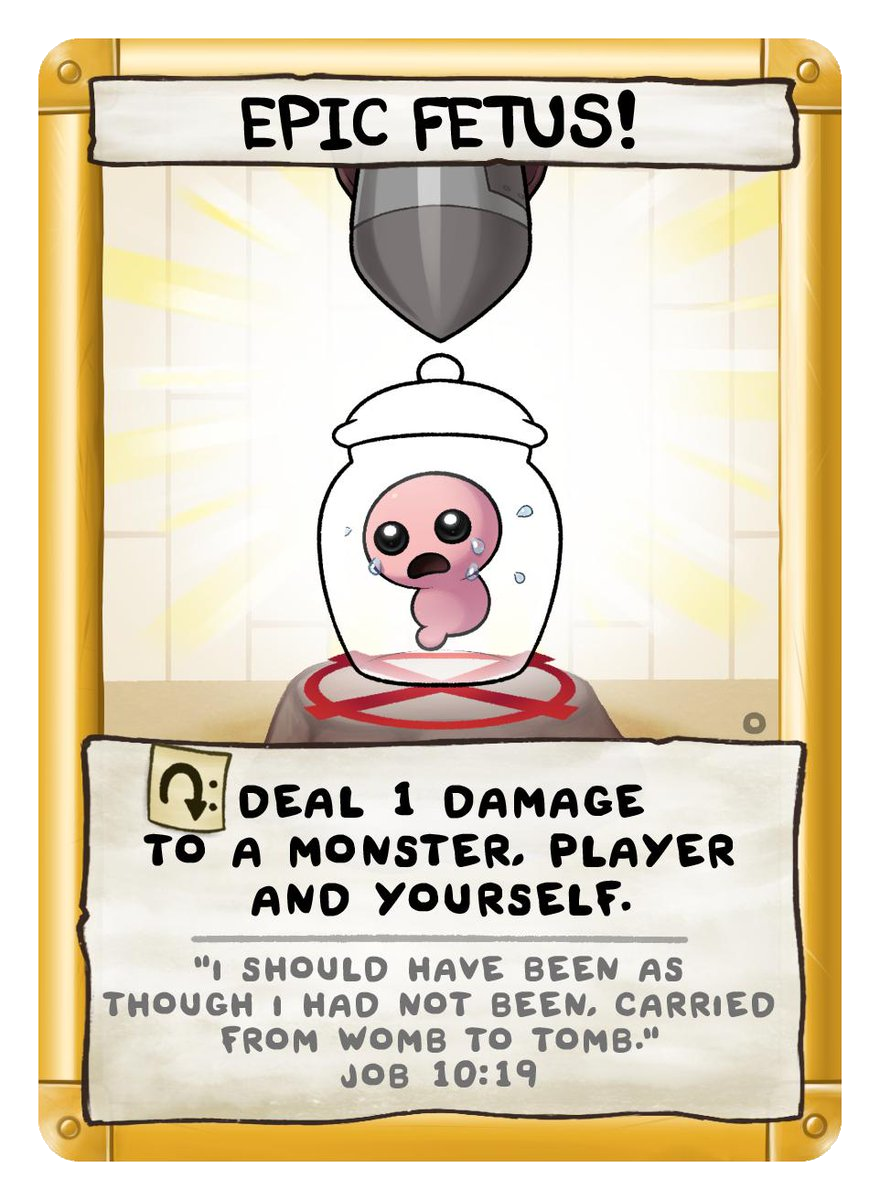 EPIC FETUS!
O
: DEAL 1 DAMAGE
TO A MONSTER, PLAYER
AND YOURSELF.
"I SHOULD HAVE BEEN AS
THOUGH I HAD NOT BEEN, CARRIED
FROM WOMB TO TOMB."
JOB 10:19